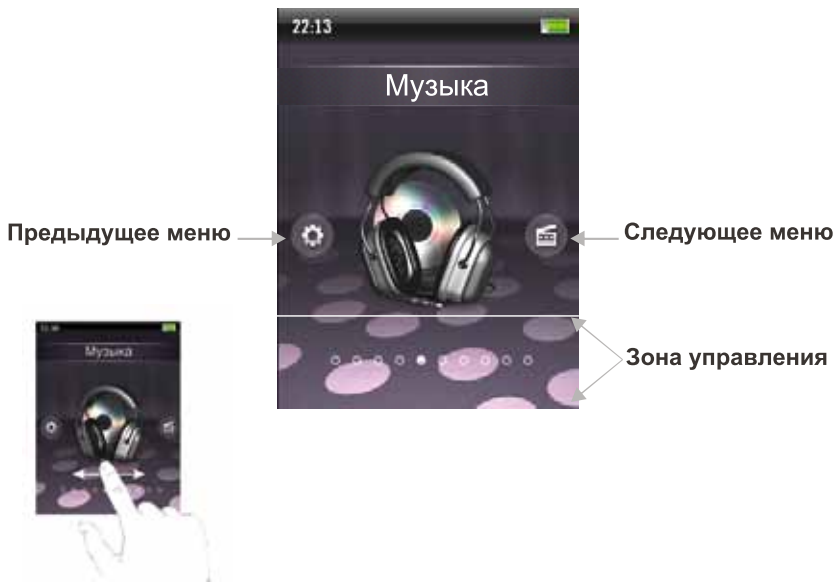 22:13
Музыка
Предыдущее меню
Следующее меню
Зона управления
Музыка